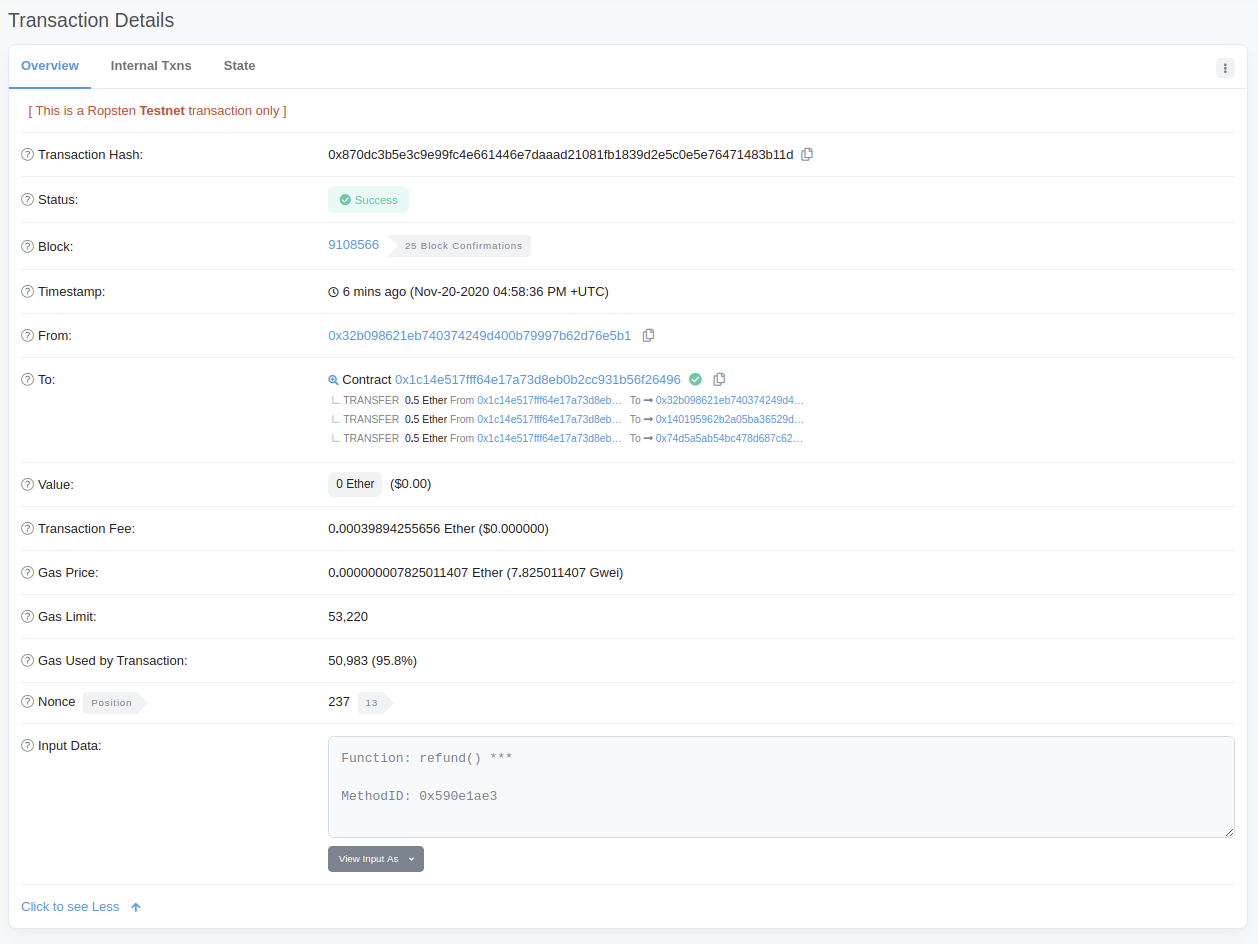 Transaction Details
Overview Internal Txns State
[ This is a Ropsten Testnet transaction only ]
Transaction Hash: 0x870dc3b5e3c9e99fc4e661446e7daaad21081fb1839d2e5c0e5e76471483b11d
Status: Success
Block: 9108566 25 Block Confirmations
Timestamp: 6 mins ago (Nov-20-2020 04:58:36 PM +UTC)
From: 0x32b098621eb740374249d400b79997b62d76e5b1
To: Contract 0x1c14e517fff64e17a73d8eb0b2cc931b56f26496
TRANSFER 0.5 Ether From 0x1c14e517fff64e17a73d8eb... To → 0x32b098621eb740374249d4...
TRANSFER 0.5 Ether From 0x1c14e517fff64e17a73d8eb... To → 0x140195962b2a05ba36529d...
TRANSFER 0.5 Ether From 0x1c14e517fff64e17a73d8eb... To → 0x74d5a5ab54bc478d687c62...
Value: 0 Ether ($0.00)
Transaction Fee: 0.00039894255656 Ether ($0.000000)
Gas Price: 0.000000007825011407 Ether (7.825011407 Gwei)
Gas Limit: 53,220
Gas Used by Transaction: 50,983 (95.8%)
Nonce Position 237 13
Input Data:
Function: refund() ***
MethodID: 0x590e1ae3
View Input As
Click to see Less